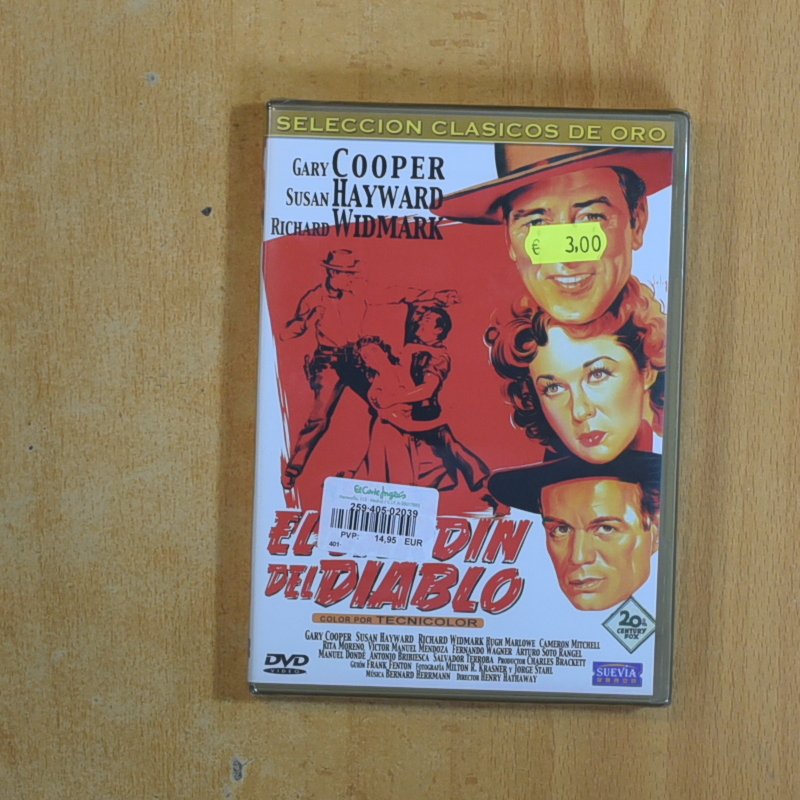 SELECCION CLASICOS DE ORO
GARY COOPER
SUSAN HAYWARD
RICHARD WIDMARK
€ 3,00
El Corte Inglés
259-405-02039
PVP: 14,95 EUR
401-
EL DIN
DEL DIABLO
COLOR POR TECHNICOLOR
20th
CENTURY
FOX
GARY COOPER SUSAN HAYWARD RICHARD WIDMARK HUGH MARLOWE CAMERON MITCHELL
RITA MORENO VICTOR MANUEL MENDOZA FERNANDO WAGNER ARTURO SOTO RANGEL
MANUEL DONDÉ ANTONIO BRIBIESCA SALVADOR TERROBA PRODUCTOR CHARLES BRACKETT
GUIÓN FRANK FENTON FOTOGRAFÍA MILTON R. KRASNER Y JORGE STAHL
MÚSICA BERNARD HERRMANN DIRECTOR HENRY HATHAWAY
DVD
VIDEO
SUEVIA